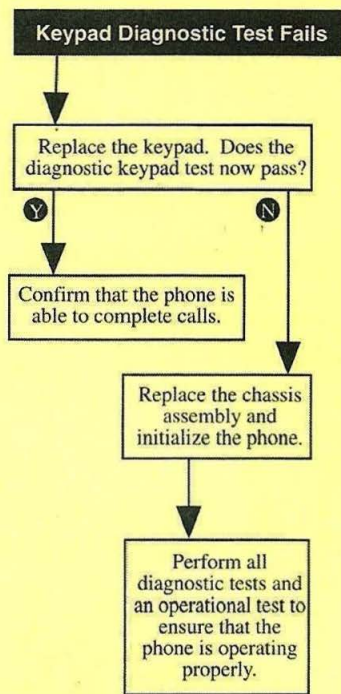 Keypad Diagnostic Test Fails
Replace the keypad. Does the
diagnostic keypad test now pass?
Y
N
Confirm that the phone is
able to complete calls.
Replace the chassis
assembly and
initialize the phone.
Perform all
diagnostic tests and
an operational test to
ensure that the
phone is operating
properly.